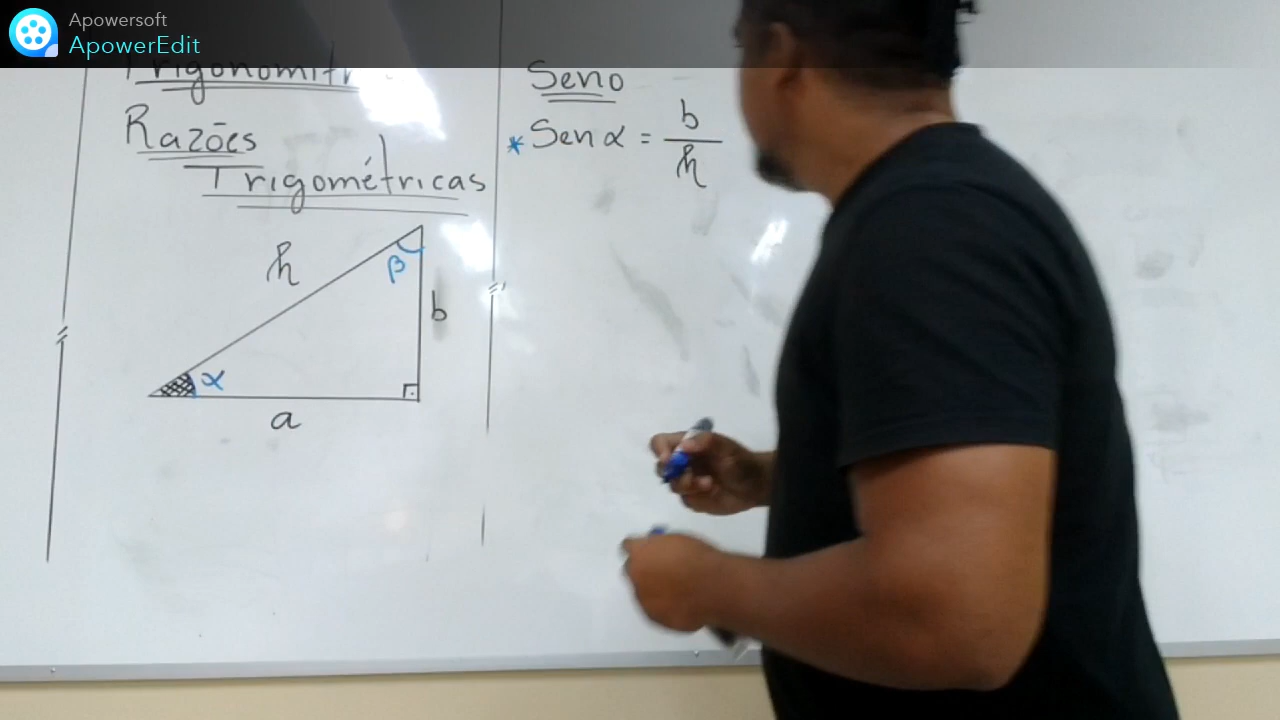 Apowersoft
ApowerEdit
Razões
Trigométricas
h
β
b
α
a
Seno
* Sen α = b/h